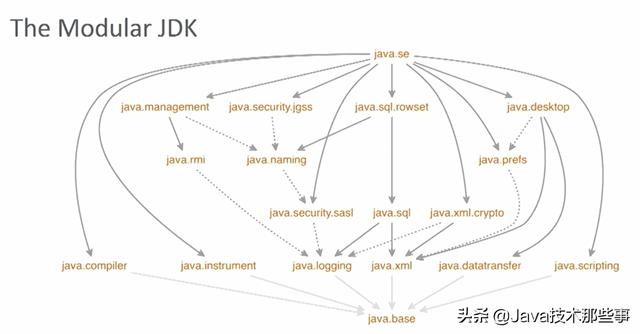 The Modular JDK
java.se
java.management java.security.jgss java.sql.rowset java.desktop
java.rmi java.naming java.prefs
java.security.sasl java.sql java.xml.crypto
java.compiler java.instrument java.logging java.xml java.datatransfer java.scripting
java.base
头条 @Java技术那些事